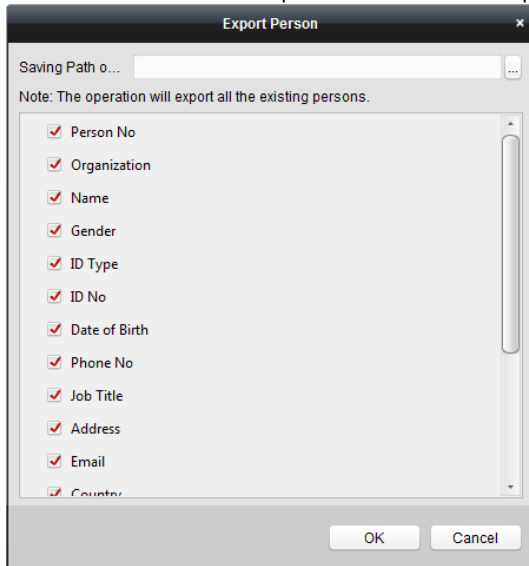 Export Person ×
Saving Path o... ...
Note: The operation will export all the existing persons.
Person No
Organization
Name
Gender
ID Type
ID No
Date of Birth
Phone No
Job Title
Address
Email
Country
OK Cancel